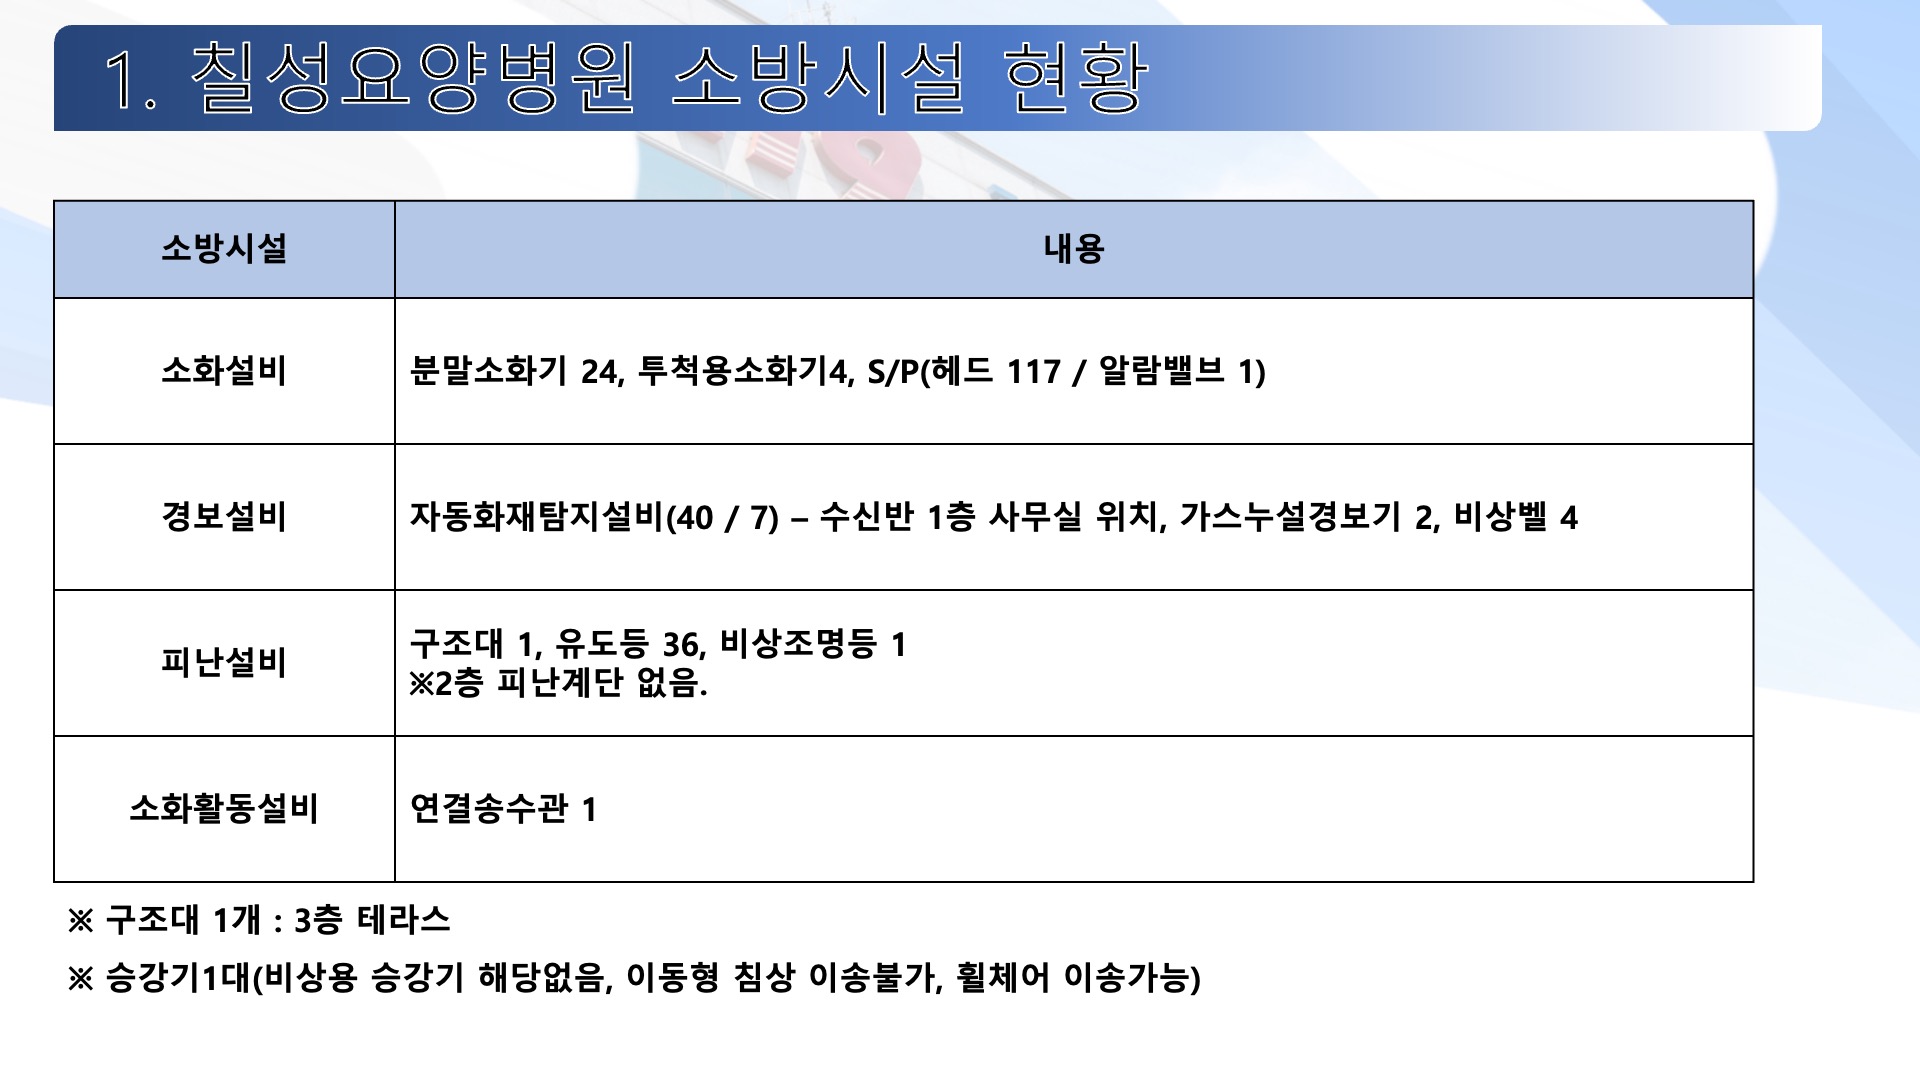 1. 칠성요양병원 소방시설 현황
소방시설
내용
소화설비
분말소화기 24, 투척용소화기4, S/P(헤드 117 / 알람밸브 1)
경보설비
자동화재탐지설비(40 / 7) – 수신반 1층 사무실 위치, 가스누설경보기 2, 비상벨 4
피난설비
구조대 1, 유도등 36, 비상조명등 1
※2층 피난계단 없음.
소화활동설비
연결송수관 1
※ 구조대 1개 : 3층 테라스
※ 승강기1대(비상용 승강기 해당없음, 이동형 침상 이송불가, 휠체어 이송가능)